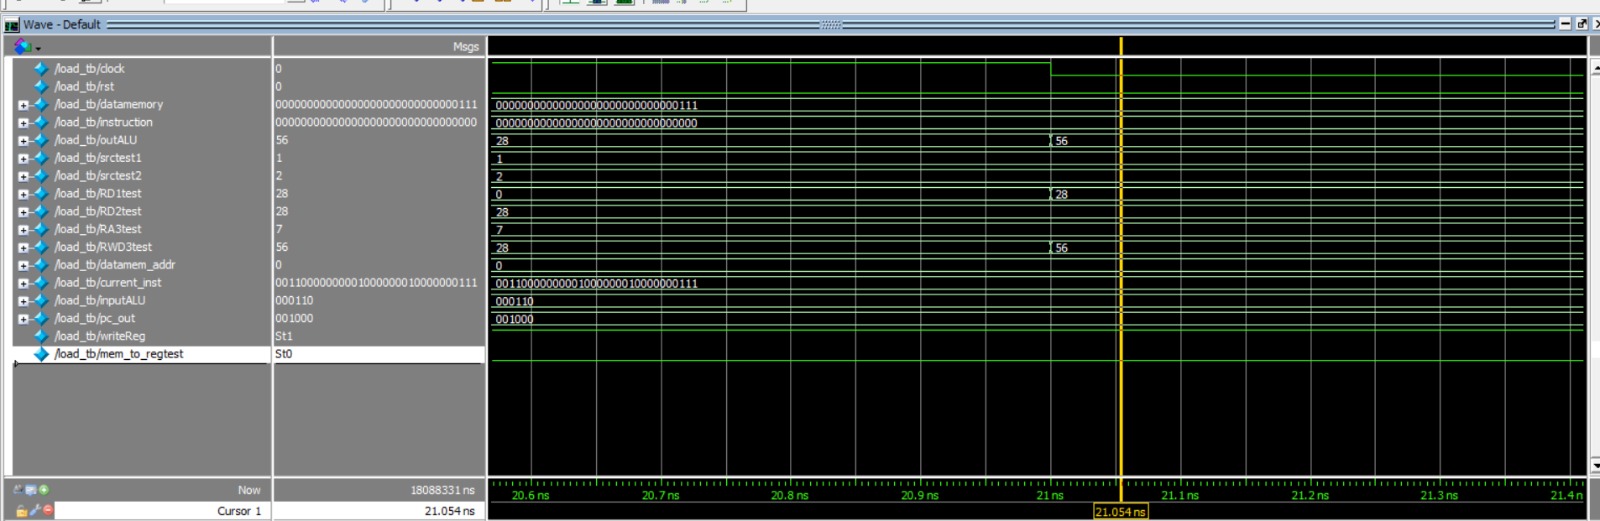 Wave - Default
Msgs
/load_tb/clock 0
/load_tb/rst 0
/load_tb/datamemory 00000000000000000000000000000111 00000000000000000000000000000111
/load_tb/instruction 00000000000000000000000000000000 00000000000000000000000000000000
/load_tb/outALU 56 28 56
/load_tb/srctest1 1 1
/load_tb/srctest2 2 2
/load_tb/RD1test 28 0 28
/load_tb/RD2test 28 28
/load_tb/RA3test 7 7
/load_tb/RWD3test 56 28 56
/load_tb/datamem_addr 0 0
/load_tb/current_inst 00110000000001000000010000000111 00110000000001000000010000000111
/load_tb/inputALU 000110 000110
/load_tb/pc_out 001000 001000
/load_tb/writeReg St1
/load_tb/mem_to_regtest St0
Now 18088331 ns 20.6 ns 20.7 ns 20.8 ns 20.9 ns 21 ns 21.1 ns 21.2 ns 21.3 ns 21.4 n
Cursor 1 21.054 ns 21.054 ns